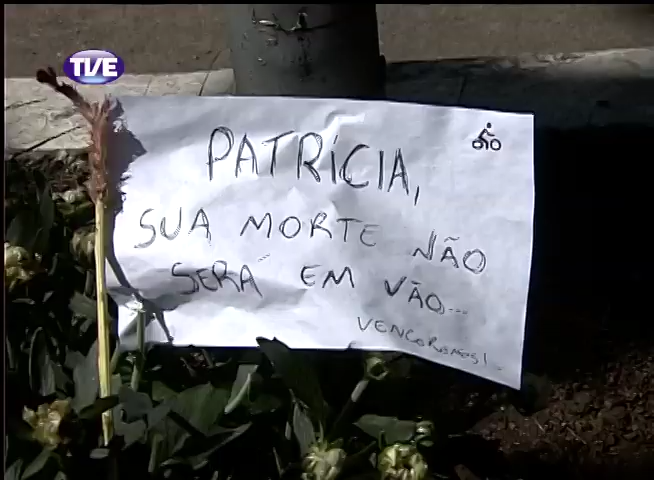 TVE
PATRÍCIA,
SUA MORTE NÃO
SERÁ EM VÃO...
VENCEREMOS!